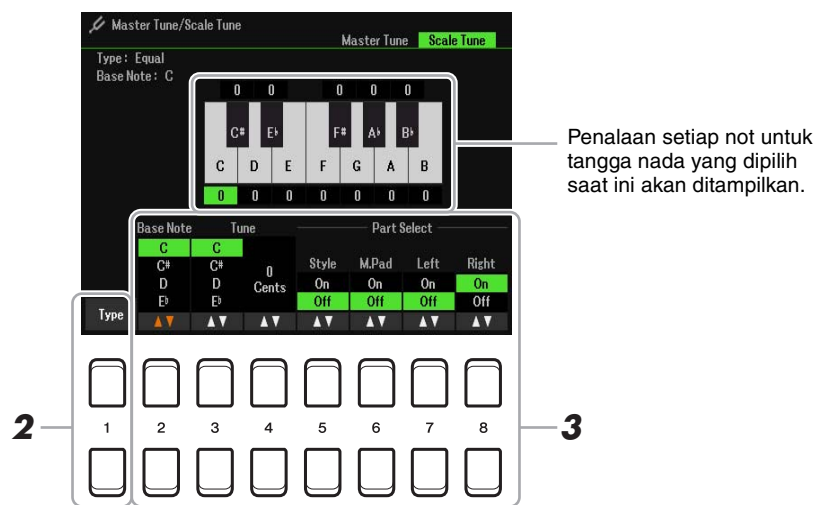 Master Tune/Scale Tune
Master Tune Scale Tune
Type: Equal
Base Note: C
0 0 0 0 0
C# E♭ F# A♭ B♭
C D E F G A B
0 0 0 0 0 0 0
Penalaan setiap not untuk
tangga nada yang dipilih
saat ini akan ditampilkan.
Base Note Tune Part Select
C C
C# C# 0 Style M.Pad Left Right
D D Cents On On On On
E♭ E♭ Off Off Off Off
Type ▲▼ ▲▼ ▲▼ ▲▼ ▲▼ ▲▼ ▲▼
2 1 2 3 4 5 6 7 8 3